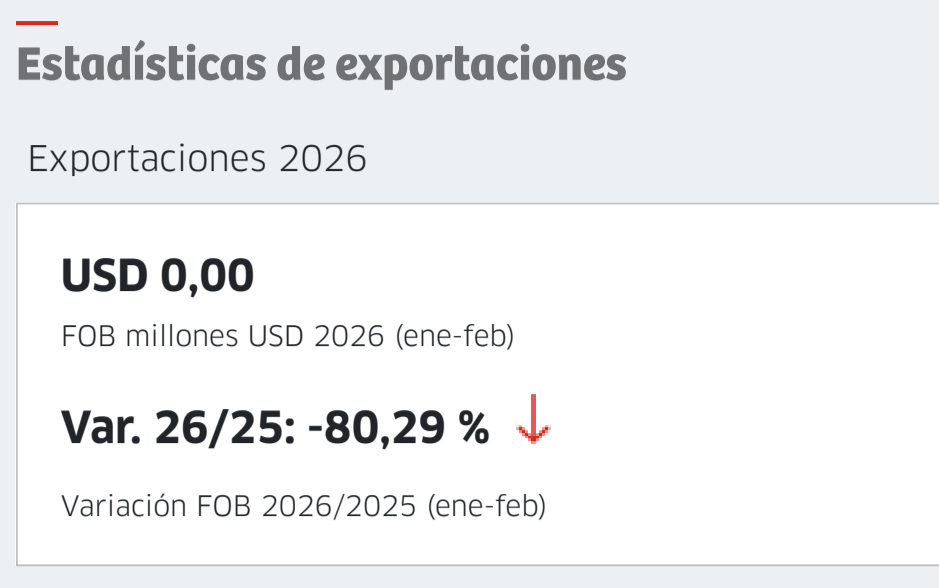 Estadísticas de exportaciones
Exportaciones 2026
USD 0,00
FOB millones USD 2026 (ene-feb)
Var. 26/25: -80,29 %
Variación FOB 2026/2025 (ene-feb)